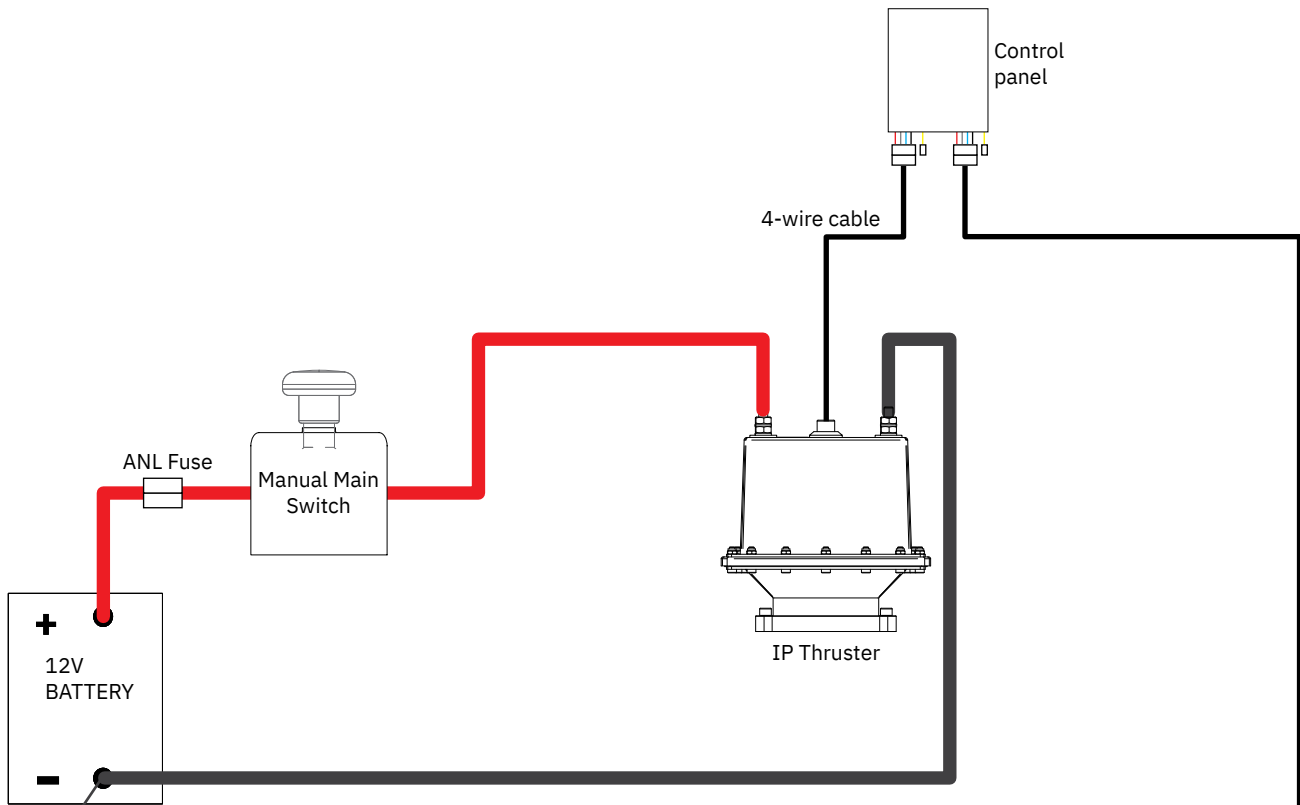 Control
panel
4-wire cable
ANL Fuse
Manual Main
Switch
IP Thruster
+
12V
BATTERY
-